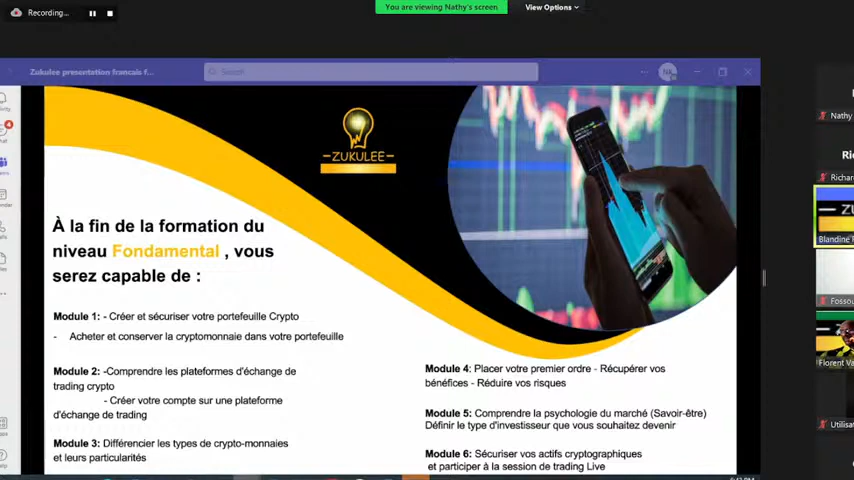 Recording...
You are viewing Nathy's screen
View Options
Zukulee presentation francais f...
Search
NA
ZUKULEE
À la fin de la formation du
niveau Fondamental , vous
serez capable de :
Module 1: - Créer et sécuriser votre portefeuille Crypto
- Acheter et conserver la cryptomonnaie dans votre portefeuille
Module 2: -Comprendre les plateformes d'échange de
trading crypto
- Créer votre compte sur une plateforme
d'échange de trading
Module 3: Différencier les types de crypto-monnaies
et leurs particularités
Module 4: Placer votre premier ordre - Récupérer vos
bénéfices - Réduire vos risques
Module 5: Comprendre la psychologie du marché (Savoir-être)
Définir le type d'investisseur que vous souhaitez devenir
Module 6: Sécuriser vos actifs cryptographiques
et participer à la session de trading Live
Nathy
Ric
Richar
Blandine
Fossou
Florent Va
Utilisat